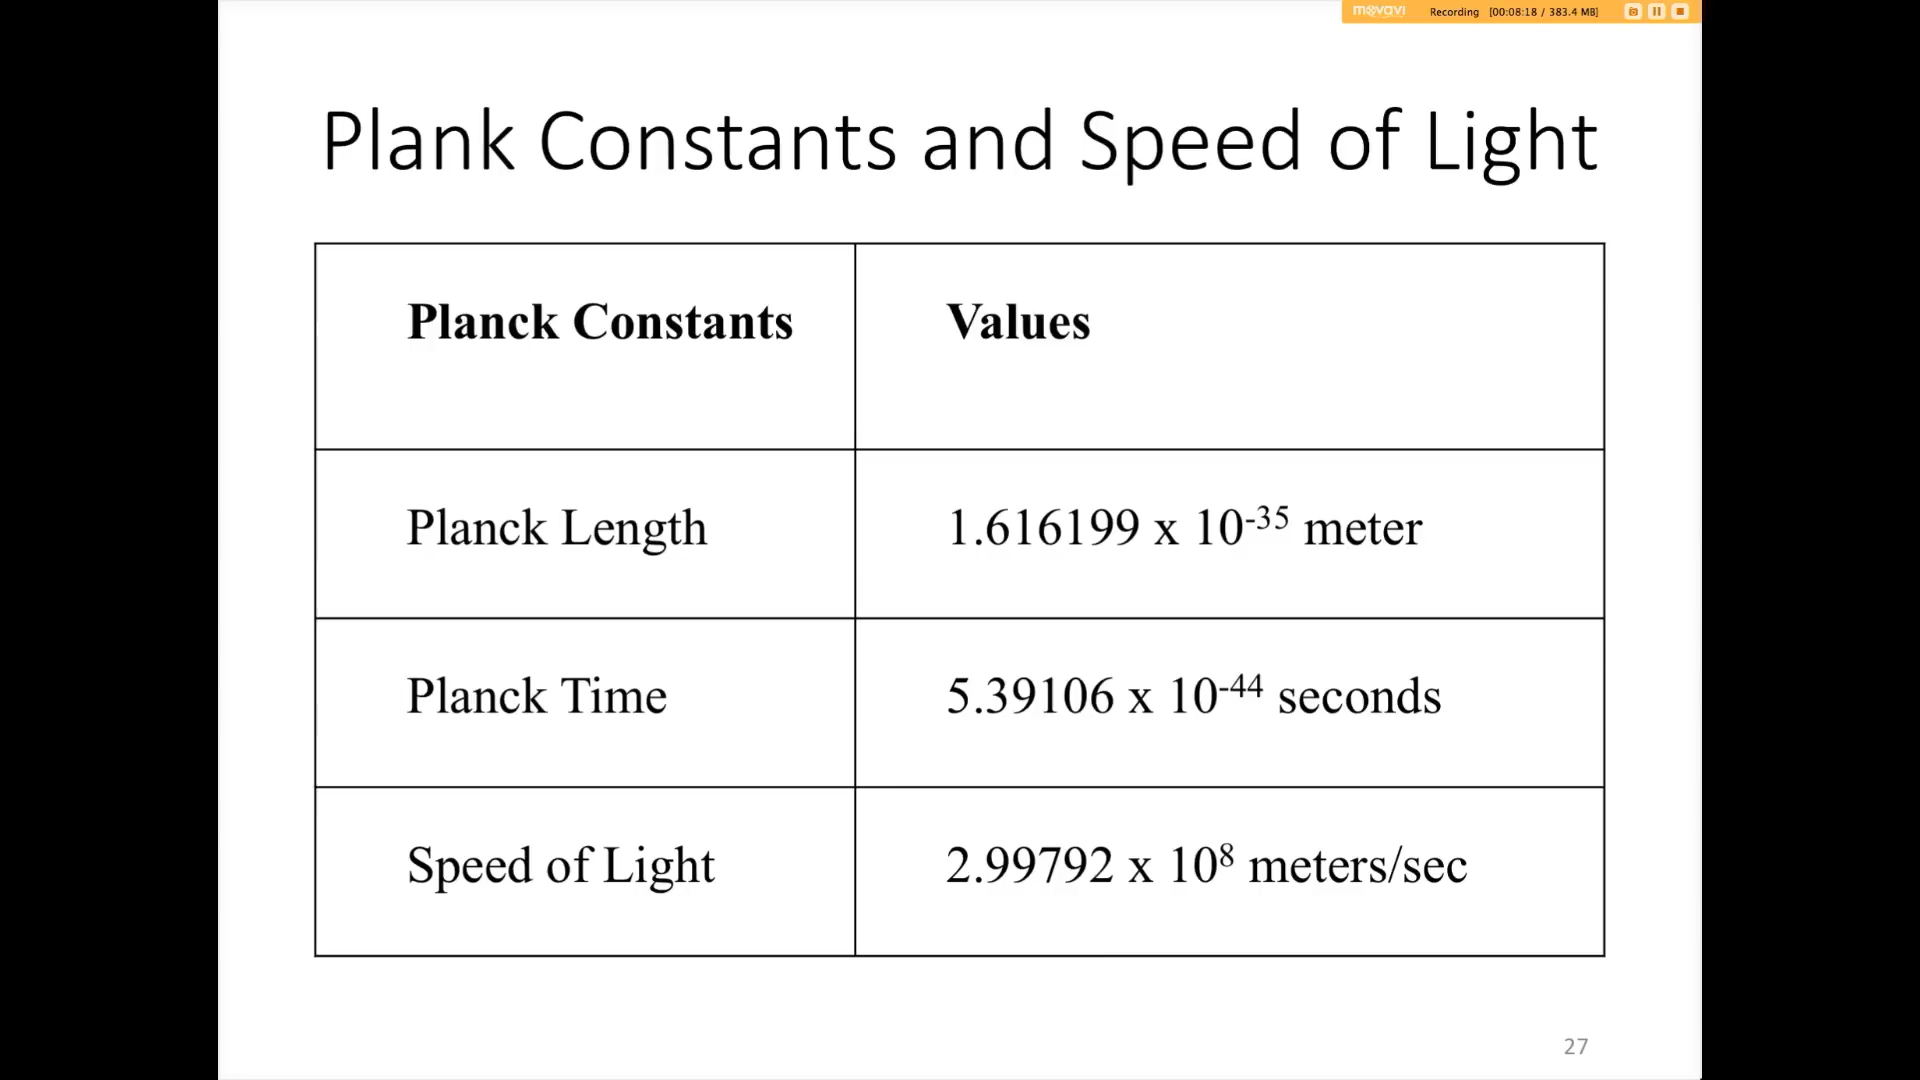 movavi Recording [00:08:18 / 383.4 MB]
Plank Constants and Speed of Light
Planck Constants Values
Planck Length 1.616199 x 10⁻³⁵ meter
Planck Time 5.39106 x 10⁻⁴⁴ seconds
Speed of Light 2.99792 x 10⁸ meters/sec
27